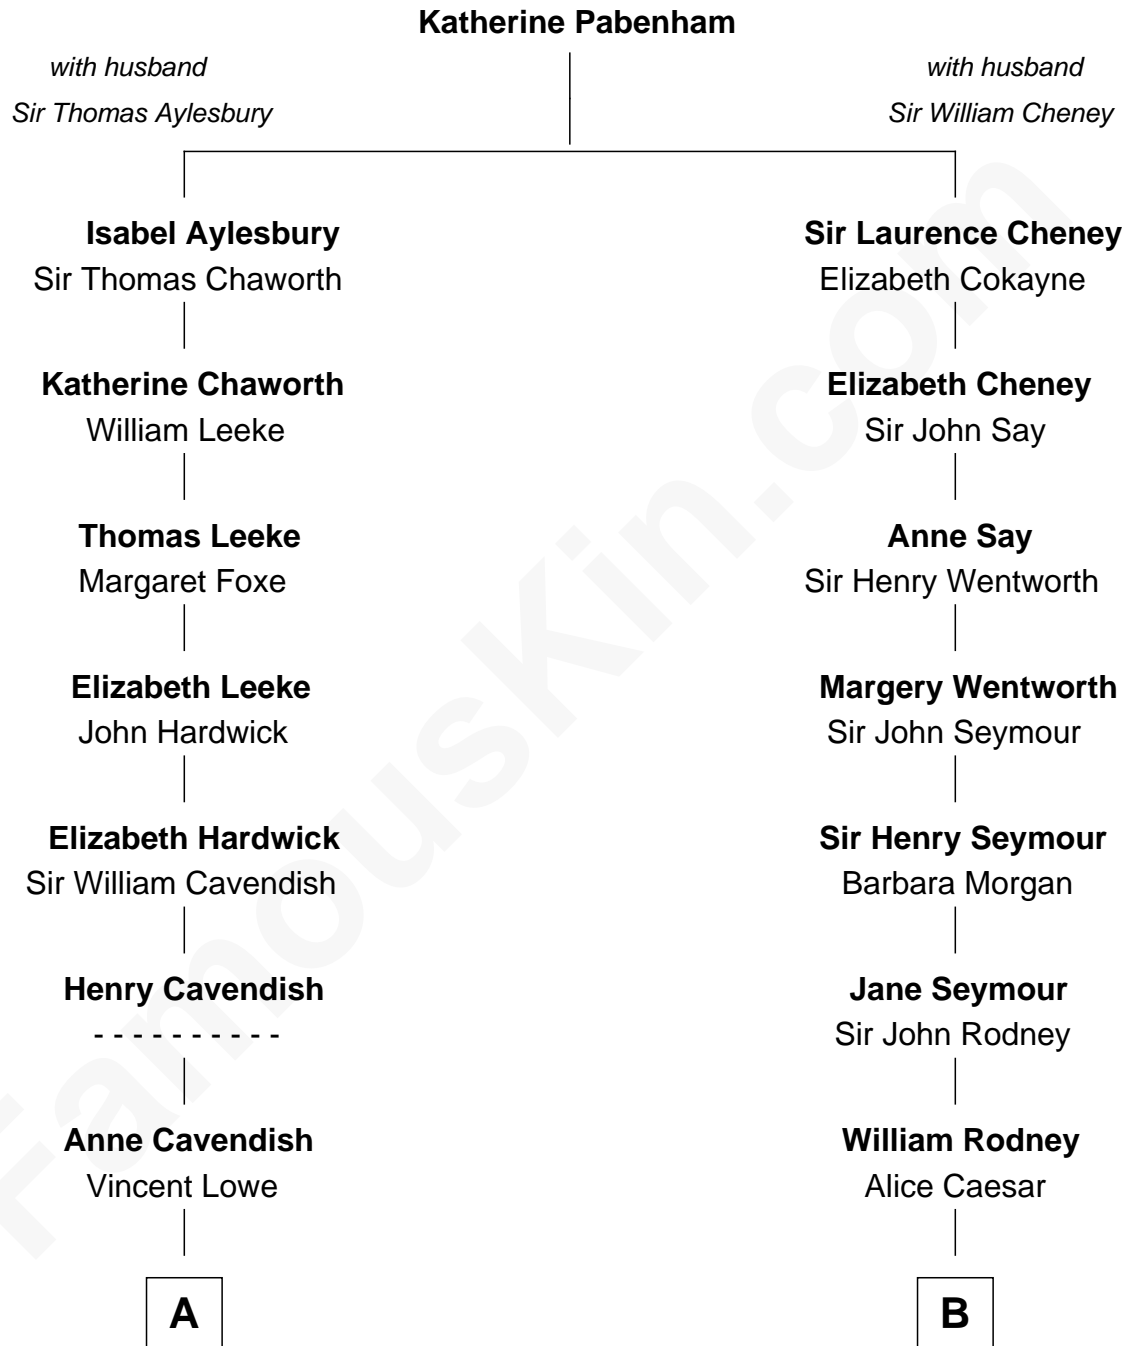 Katherine Pabenham
with husband
Sir Thomas Aylesbury
with husband
Sir William Cheney
Isabel Aylesbury
Sir Thomas Chaworth
Sir Laurence Cheney
Elizabeth Cokayne
Katherine Chaworth
William Leeke
Elizabeth Cheney
Sir John Say
Thomas Leeke
Margaret Foxe
Anne Say
Sir Henry Wentworth
Elizabeth Leeke
John Hardwick
Margery Wentworth
Sir John Seymour
Elizabeth Hardwick
Sir William Cavendish
Sir Henry Seymour
Barbara Morgan
Henry Cavendish
- - - - - - - - - -
Jane Seymour
Sir John Rodney
Anne Cavendish
Vincent Lowe
William Rodney
Alice Caesar
A
B
FamousKin.com